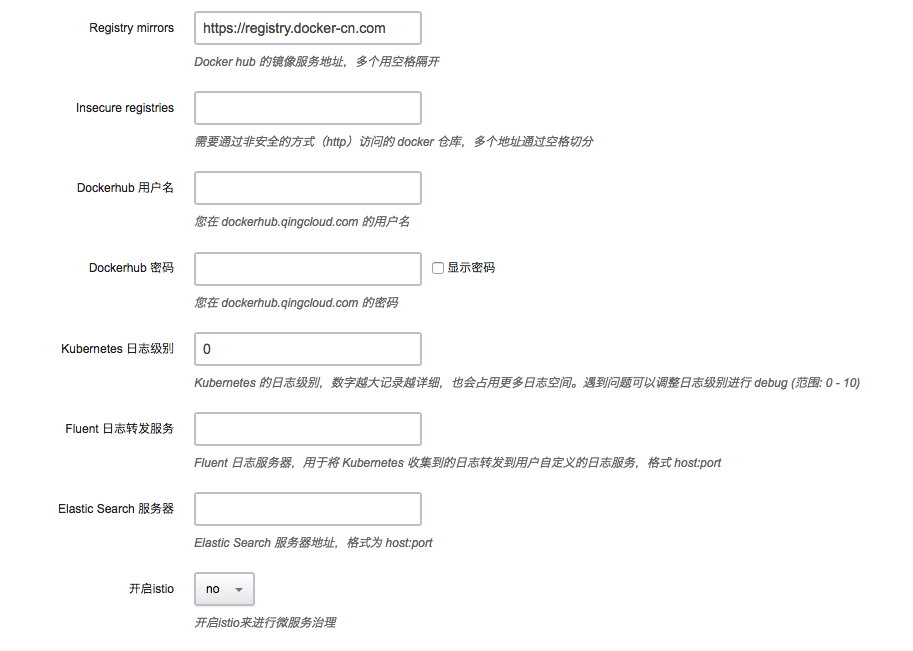 Registry mirrors
https://registry.docker-cn.com
Docker hub 的镜像服务地址，多个用空格隔开
Insecure registries
需要通过非安全的方式（http）访问的 docker 仓库，多个地址通过空格切分
Dockerhub 用户名
您在 dockerhub.qingcloud.com 的用户名
Dockerhub 密码
显示密码
您在 dockerhub.qingcloud.com 的密码
Kubernetes 日志级别
0
Kubernetes 的日志级别，数字越大记录越详细，也会占用更多日志空间。遇到问题可以调整日志级别进行 debug (范围: 0 - 10)
Fluent 日志转发服务
Fluent 日志服务器，用于将 Kubernetes 收集到的日志转发到用户自定义的日志服务，格式 host:port
Elastic Search 服务器
Elastic Search 服务器地址，格式为 host:port
开启istio
no
开启istio来进行微服务治理